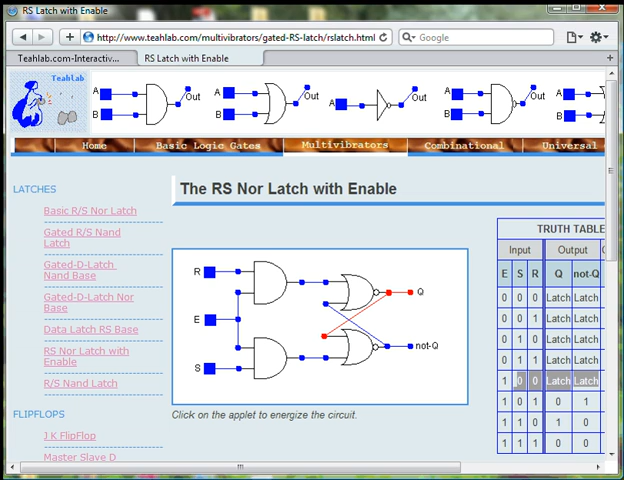 RS Latch with Enable
http://www.teahlab.com/multivibrators/gated-RS-latch/rslatch.html
Google
Teahlab.com-Interactiv...
RS Latch with Enable
Teahlab
A
B
Out
A
B
Out
A
Out
A
B
Out
A
B
Home
Basic Logic Gates
Multivibrators
Combinational
Universal
LATCHES
Basic R/S Nor Latch
Gated R/S Nand
Latch
Gated-D-Latch
Nand Base
Gated-D-Latch Nor
Base
Data Latch RS Base
RS Nor Latch with
Enable
R/S Nand Latch
FLIPFLOPS
J K FlipFlop
Master Slave D
The RS Nor Latch with Enable
R
E
S
Q
not-Q
Click on the applet to energize the circuit.
TRUTH TABLE
Input Output
E S R Q not-Q
0 0 0 Latch Latch
0 0 1 Latch Latch
0 1 0 Latch Latch
0 1 1 Latch Latch
1 0 0 Latch Latch
1 0 1 0 1
1 1 0 1 0
1 1 1 0 0